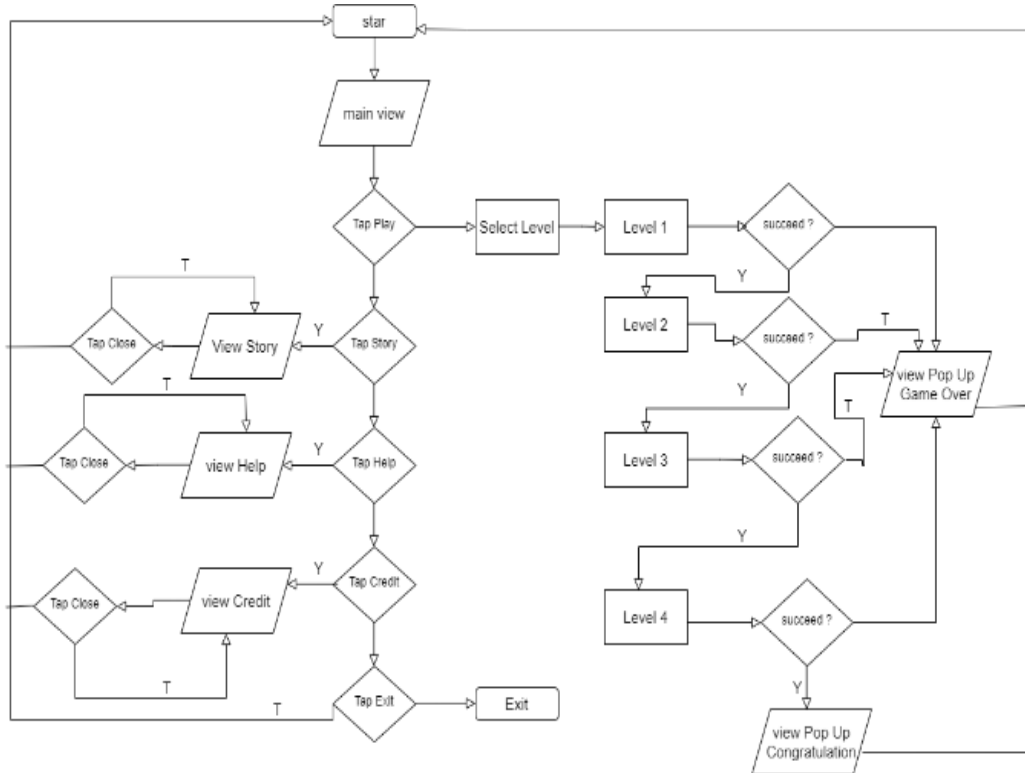 star
main view
Tap Play
Select Level
Level 1
succeed ?
Y
Level 2
succeed ?
T
view Pop Up
Game Over
T
Tap Close
View Story
Y
Tap Story
Y
Level 3
succeed ?
T
T
Tap Close
view Help
Y
Tap Help
Y
Level 4
succeed ?
Tap Close
view Credit
Y
Tap Credit
T
T
Tap Exit
Exit
Y
view Pop Up
Congratulation